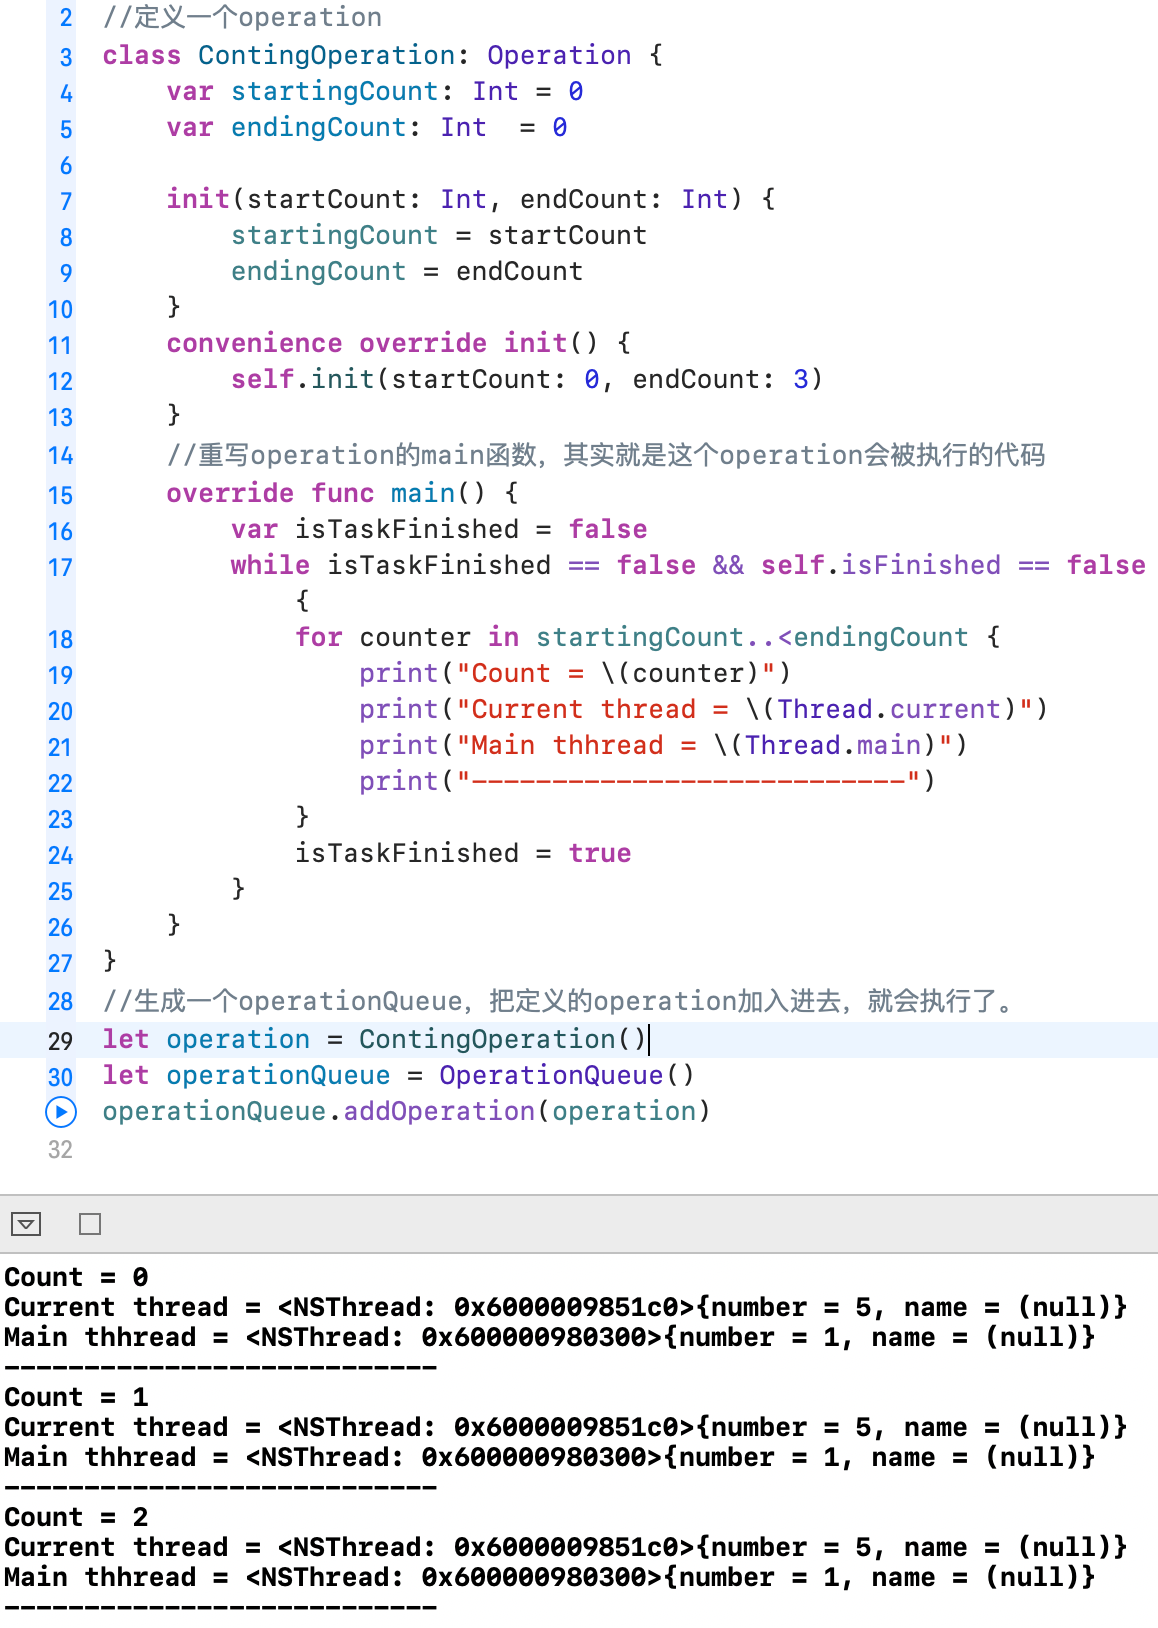 2 //定义一个operation
3 class ContingOperation: Operation {
4     var startingCount: Int = 0
5     var endingCount: Int  = 0
6
7     init(startCount: Int, endCount: Int) {
8         startingCount = startCount
9         endingCount = endCount
10     }
11     convenience override init() {
12         self.init(startCount: 0, endCount: 3)
13     }
14     //重写operation的main函数，其实就是这个operation会被执行的代码
15     override func main() {
16         var isTaskFinished = false
17         while isTaskFinished == false && self.isFinished == false
            {
18             for counter in startingCount..<endingCount {
19                 print("Count = \(counter)")
20                 print("Current thread = \(Thread.current)")
21                 print("Main thhread = \(Thread.main)")
22                 print("---------------------------")
23             }
24             isTaskFinished = true
25         }
26     }
27 }
28 //生成一个operationQueue，把定义的operation加入进去，就会执行了。
29 let operation = ContingOperation()
30 let operationQueue = OperationQueue()
operationQueue.addOperation(operation)
32
Count = 0
Current thread = <NSThread: 0x6000009851c0>{number = 5, name = (null)}
Main thhread = <NSThread: 0x600000980300>{number = 1, name = (null)}
---------------------------
Count = 1
Current thread = <NSThread: 0x6000009851c0>{number = 5, name = (null)}
Main thhread = <NSThread: 0x600000980300>{number = 1, name = (null)}
---------------------------
Count = 2
Current thread = <NSThread: 0x6000009851c0>{number = 5, name = (null)}
Main thhread = <NSThread: 0x600000980300>{number = 1, name = (null)}
---------------------------